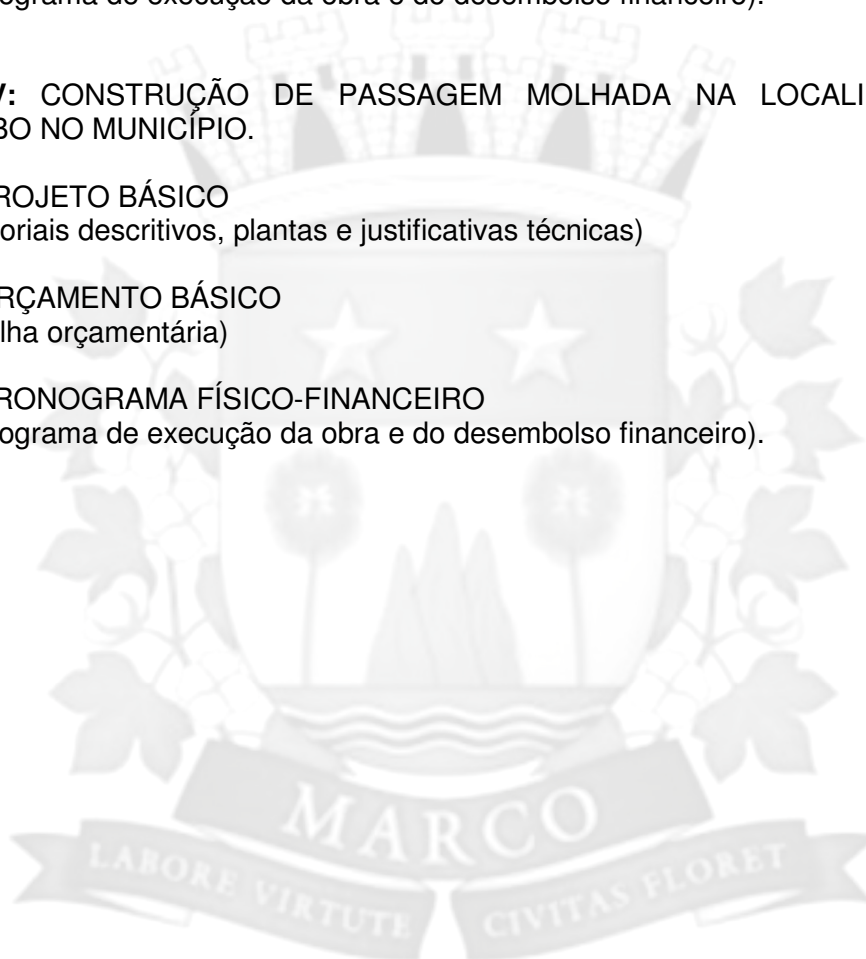 ograma de execução da obra e do desembolso financeiro).
V: CONSTRUÇÃO DE PASSAGEM MOLHADA NA LOCALI
BO NO MUNICÍPIO.
ROJETO BÁSICO
oriais descritivos, plantas e justificativas técnicas)
RÇAMENTO BÁSICO
lha orçamentária)
RONOGRAMA FÍSICO-FINANCEIRO
ograma de execução da obra e do desembolso financeiro).
MARCO
LABORE VIRTUTE CIVITAS FLORET